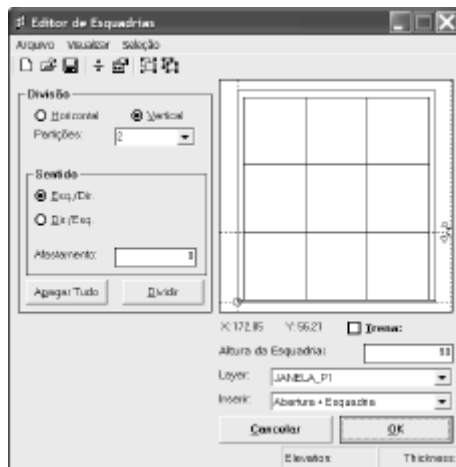 Editor de Esquadrias
Arquivo Visualizar Seleção
Divisão
Horizontal Vertical
Partições: 2
Sentido
Esq./Dir.
Dir./Esq.
Afastamento:
Apagar Tudo Dividir
X:172.85 Y:56.21 Trena:
Altura da Esquadria:
Layer: JANELA_P1
Inserir: Abertura + Esquadria
Cancelar OK
Elevation: Thickness: